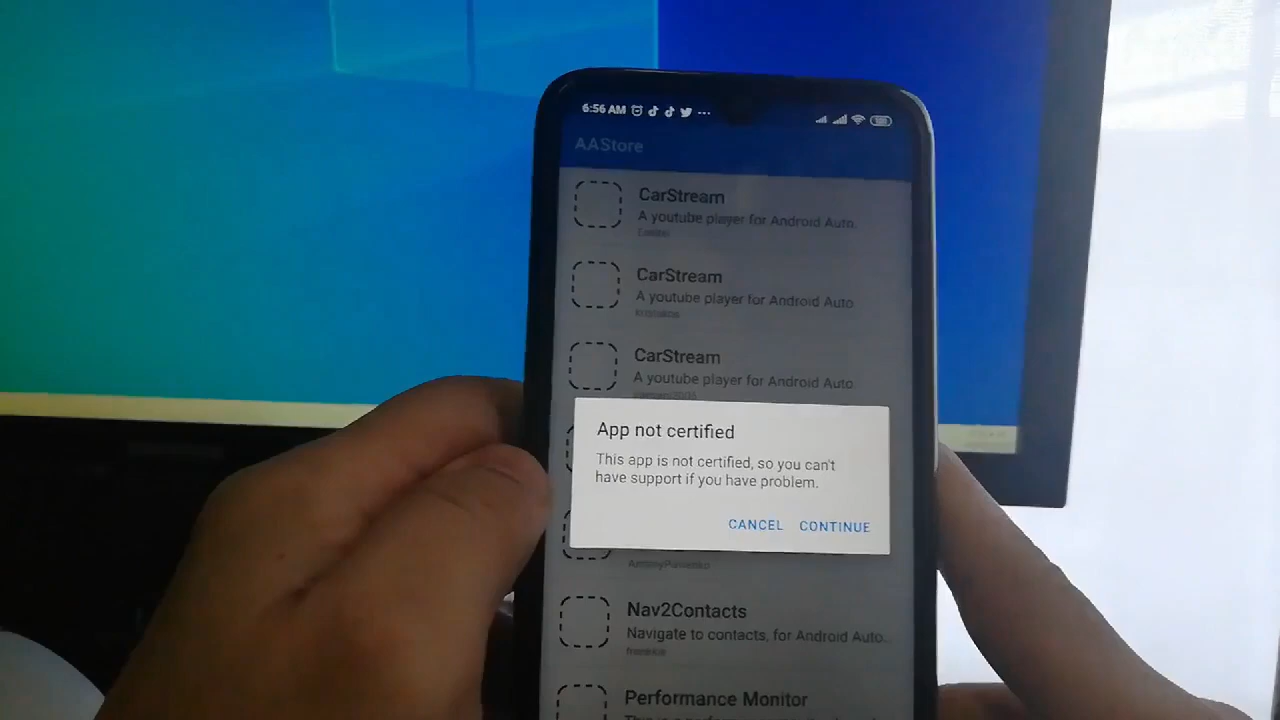 6:56 AM
AAStore
CarStream
A youtube player for Android Auto.
CarStream
A youtube player for Android Auto
CarStream
A youtube player for Android Auto
App not certified
This app is not certified, so you can't
have support if you have problem.
CANCEL CONTINUE
Nav2Contacts
Navigate to contacts, for Android Auto..
Performance Monitor